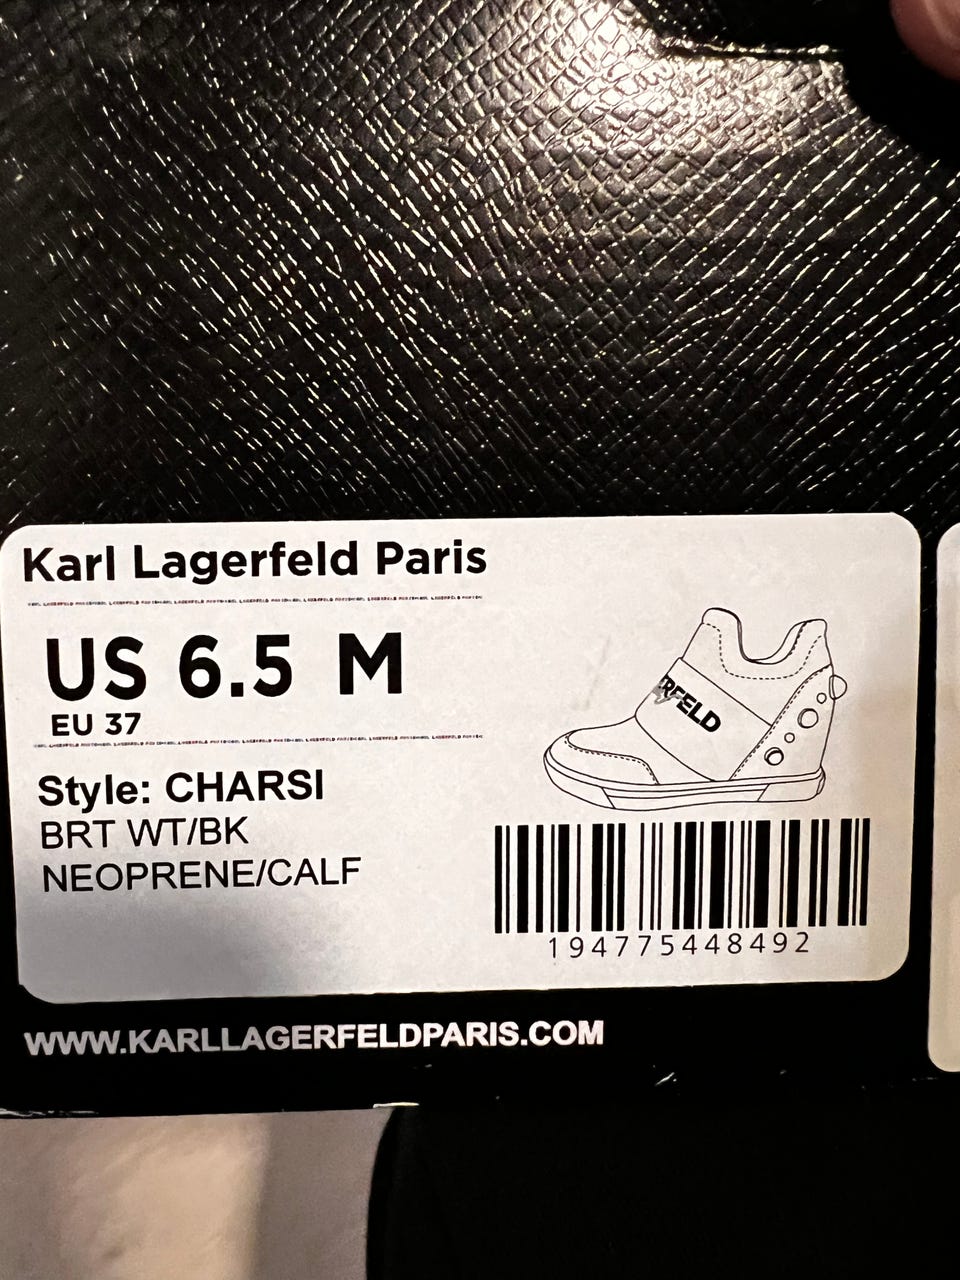 Karl Lagerfeld Paris
US 6.5 M
EU 37
Style: CHARSI
BRT WT/BK
NEOPRENE/CALF
RFELD
194775448492
WWW.KARLLAGERFELDPARIS.COM